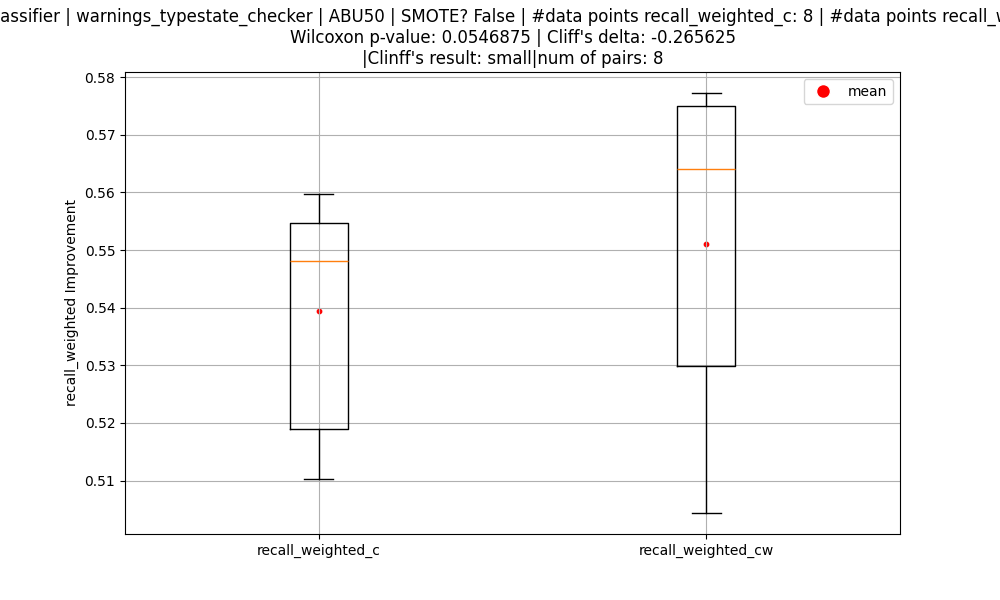 assifier | warnings_typestate_checker | ABU50 | SMOTE? False | #data points recall_weighted_c: 8 | #data points recall_w
Wilcoxon p-value: 0.0546875 | Cliff's delta: -0.265625
|Clinff's result: small|num of pairs: 8
mean
0.58
0.57
0.56
0.55
0.54
0.53
0.52
0.51
recall_weighted Improvement
recall_weighted_c
recall_weighted_cw